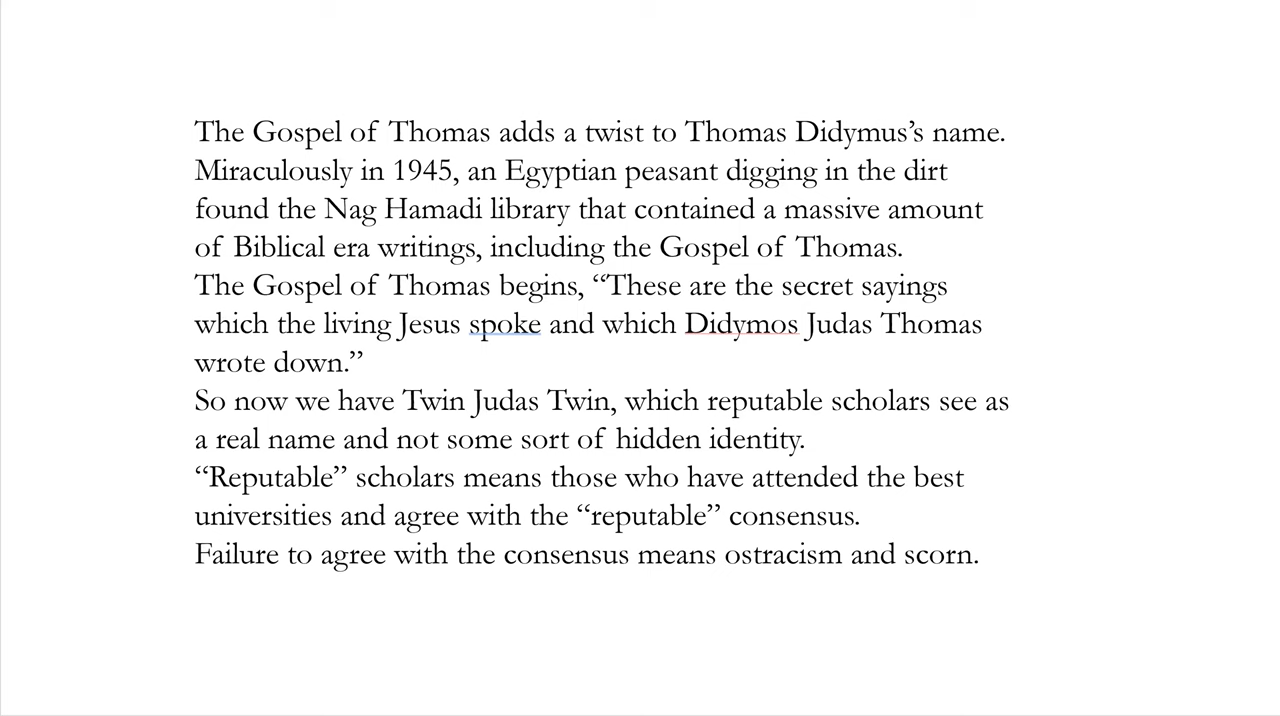 The Gospel of Thomas adds a twist to Thomas Didymus’s name.
Miraculously in 1945, an Egyptian peasant digging in the dirt
found the Nag Hamadi library that contained a massive amount
of Biblical era writings, including the Gospel of Thomas.
The Gospel of Thomas begins, “These are the secret sayings
which the living Jesus spoke and which Didymos Judas Thomas
wrote down.”
So now we have Twin Judas Twin, which reputable scholars see as
a real name and not some sort of hidden identity.
“Reputable” scholars means those who have attended the best
universities and agree with the “reputable” consensus.
Failure to agree with the consensus means ostracism and scorn.